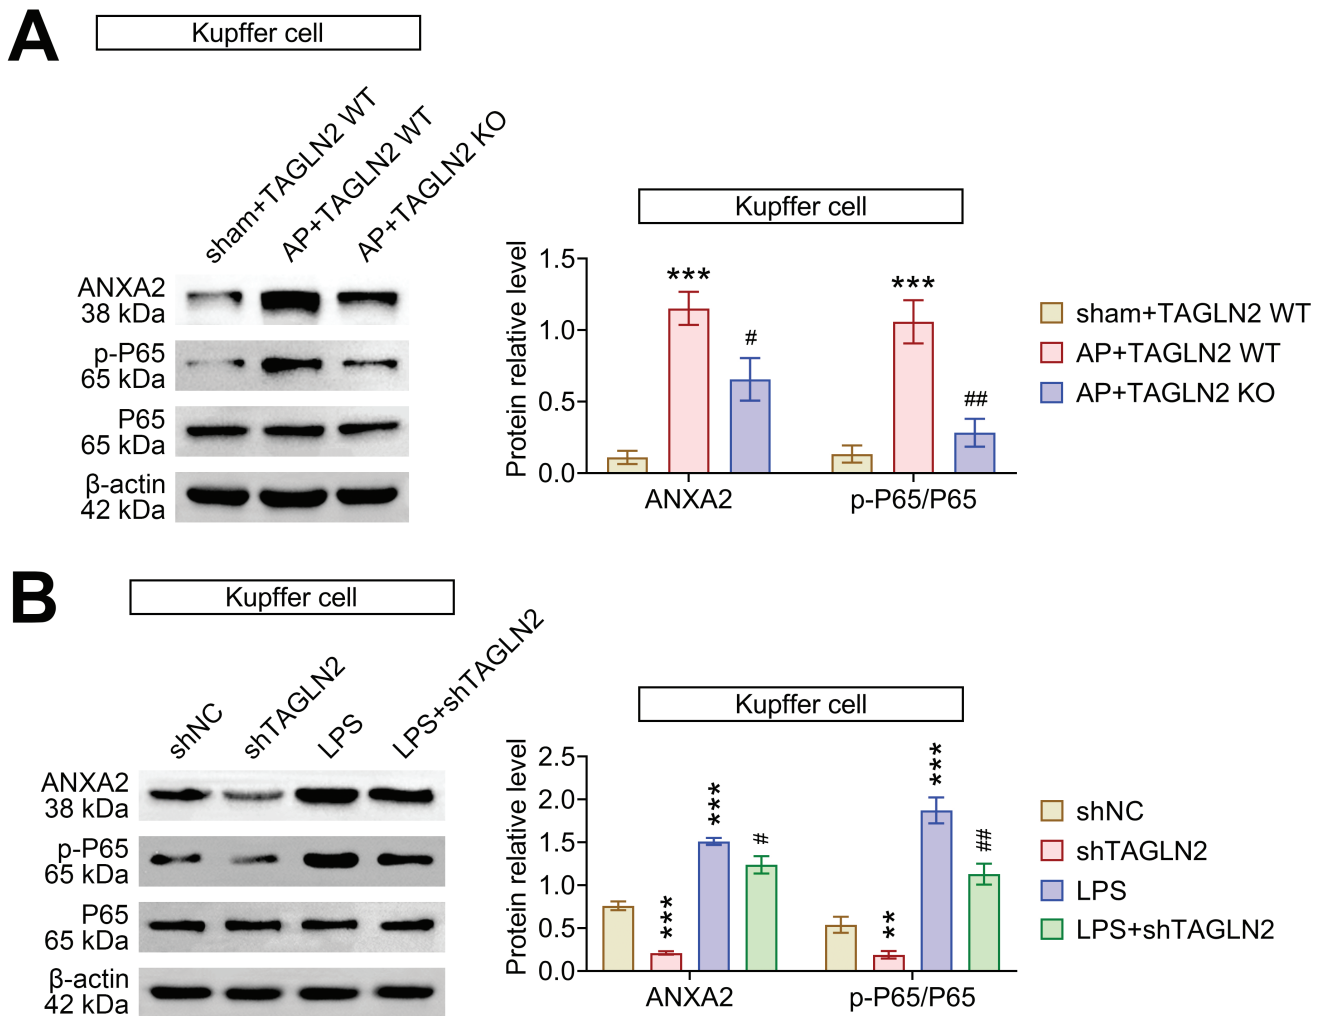 A
Kupffer cell
sham+TAGLN2 WT
AP+TAGLN2 WT
AP+TAGLN2 KO
ANXA2
38 kDa
p-P65
65 kDa
P65
65 kDa
β-actin
42 kDa
Kupffer cell
Protein relative level
1.5
1.0
0.5
0.0
***
#
***
##
ANXA2
p-P65/P65
sham+TAGLN2 WT
AP+TAGLN2 WT
AP+TAGLN2 KO
B
Kupffer cell
shNC
shTAGLN2
LPS
LPS+shTAGLN2
ANXA2
38 kDa
p-P65
65 kDa
P65
65 kDa
β-actin
42 kDa
Kupffer cell
Protein relative level
2.5
2.0
1.5
1.0
0.5
0.0
***
***
#
**
***
##
ANXA2
p-P65/P65
shNC
shTAGLN2
LPS
LPS+shTAGLN2